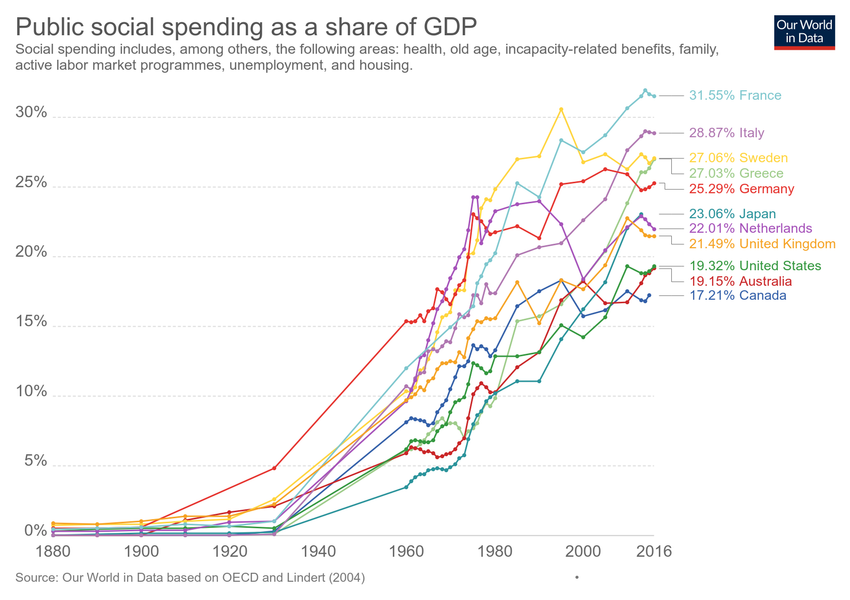 Public social spending as a share of GDP
Our World
in Data
Social spending includes, among others, the following areas: health, old age, incapacity-related benefits, family,
active labor market programmes, unemployment, and housing.
30%
25%
20%
15%
10%
5%
0%
31.55% France
28.87% Italy
27.06% Sweden
27.03% Greece
25.29% Germany
23.06% Japan
22.01% Netherlands
21.49% United Kingdom
19.32% United States
19.15% Australia
17.21% Canada
1880 1900 1920 1940 1960 1980 2000 2016
Source: Our World in Data based on OECD and Lindert (2004)